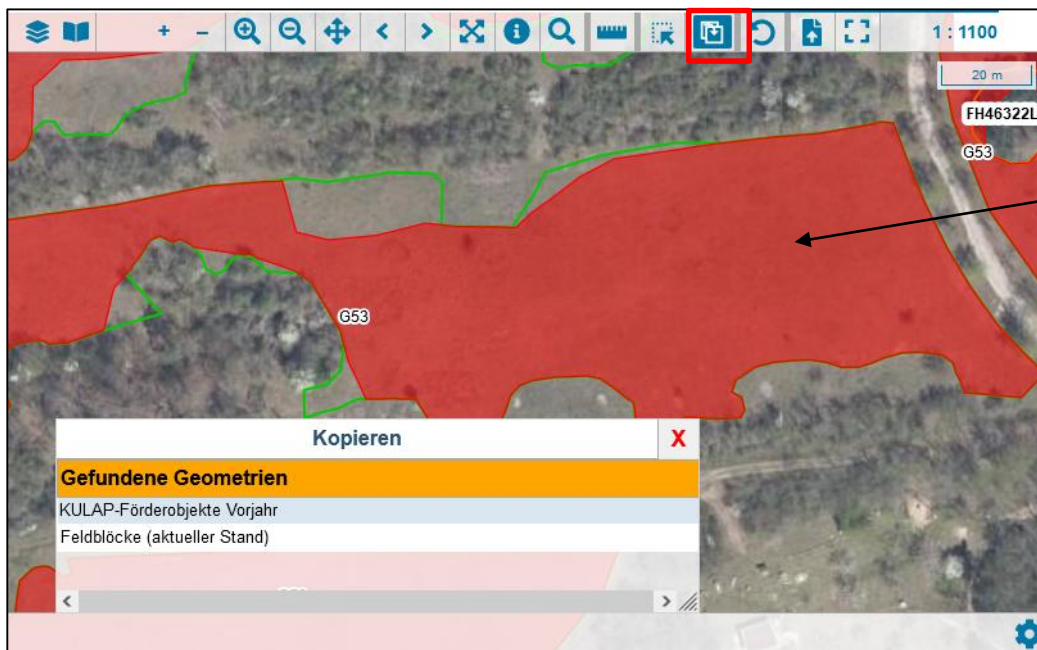 1 : 1100
20 m
FH46322L
G53
G53
Kopieren X
Gefundene Geometrien
KULAP-Förderobjekte Vorjahr
Feldblöcke (aktueller Stand)